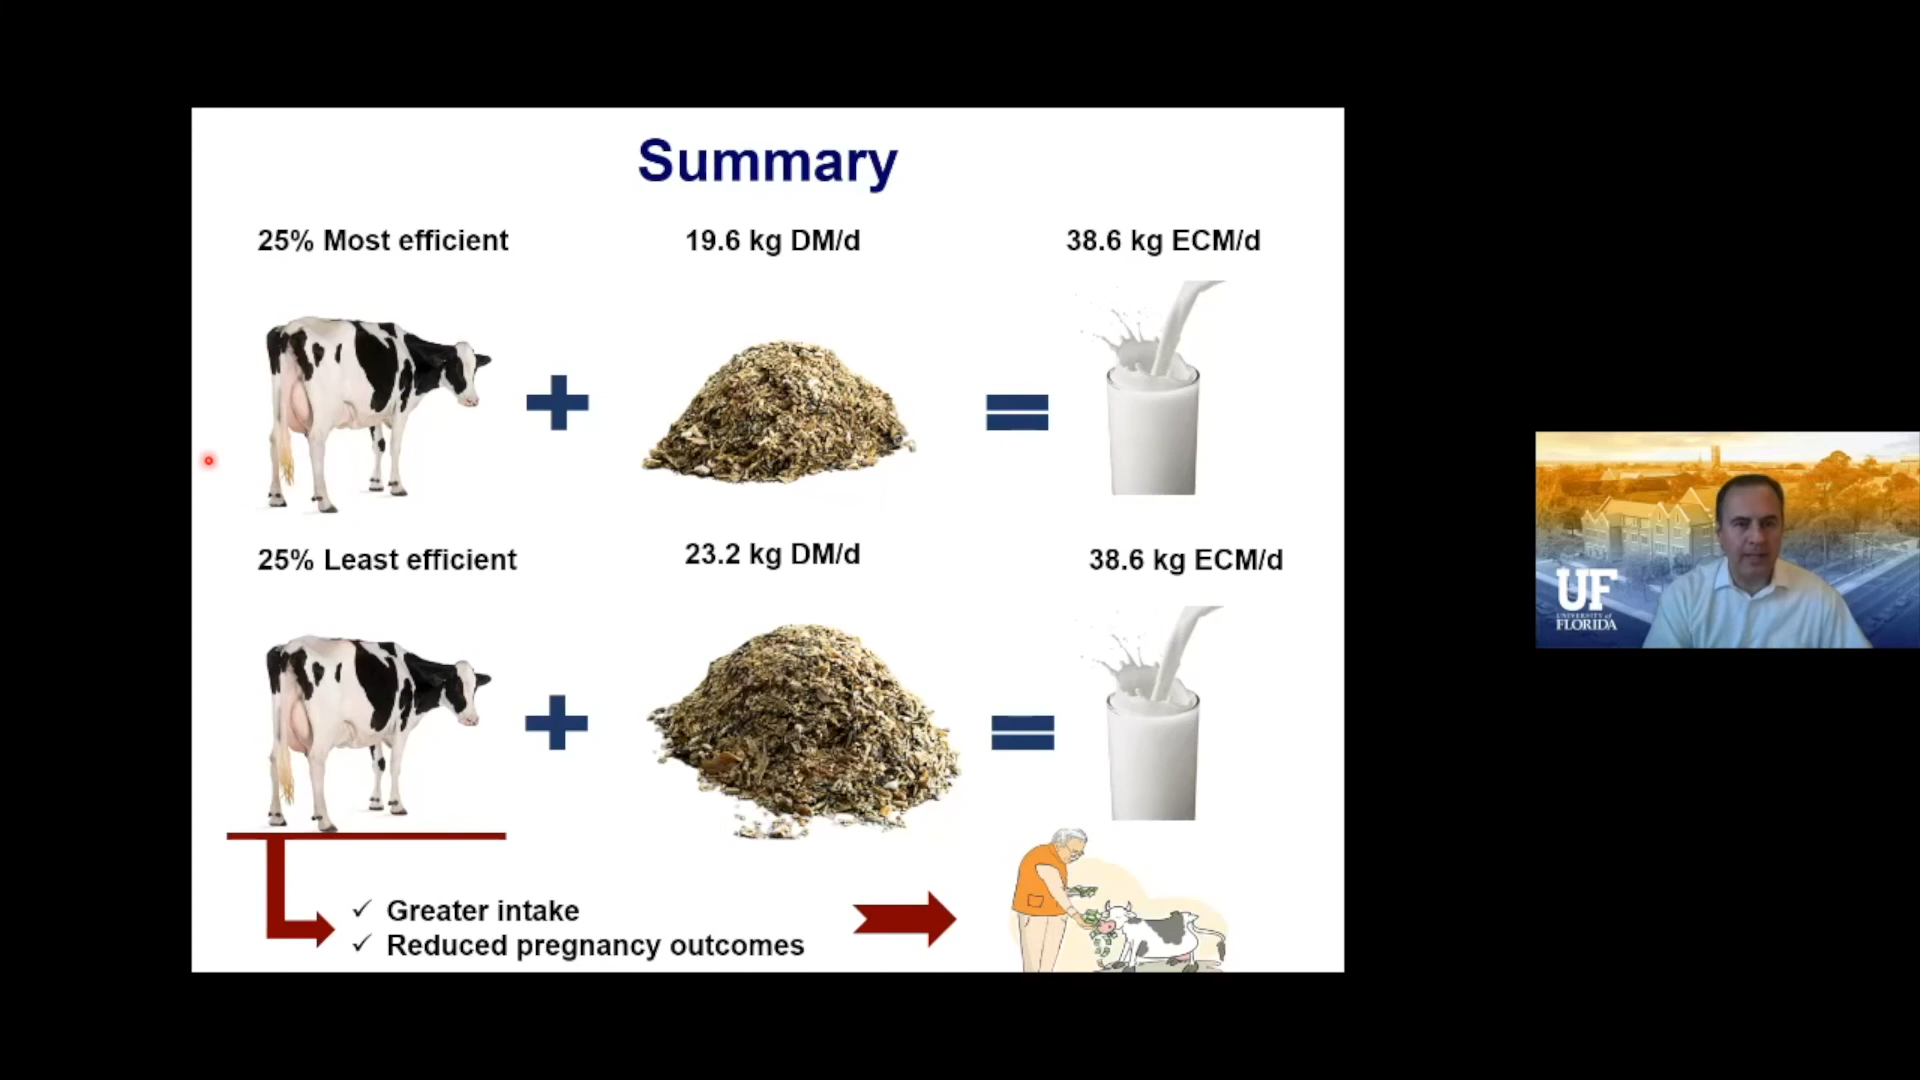 Summary
25% Most efficient
19.6 kg DM/d
38.6 kg ECM/d
25% Least efficient
23.2 kg DM/d
38.6 kg ECM/d
✓ Greater intake
✓ Reduced pregnancy outcomes
UF
UNIVERSITY of
FLORIDA